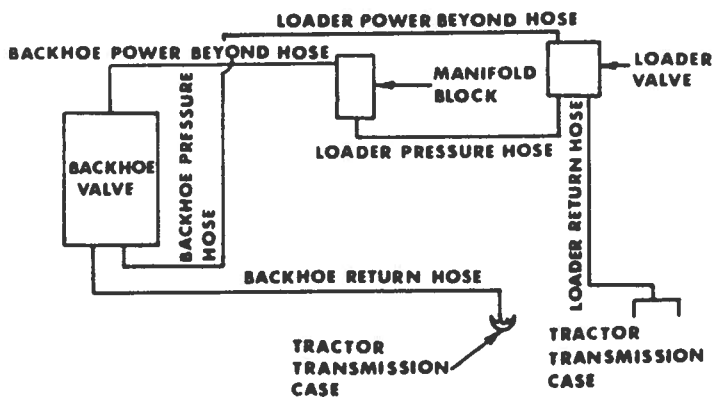 LOADER POWER BEYOND HOSE
BACKHOE POWER BEYOND HOSE
MANIFOLD
BLOCK
LOADER
VALVE
BACKHOE
VALVE
BACKHOE PRESSURE
HOSE
LOADER PRESSURE HOSE
LOADER RETURN HOSE
BACKHOE RETURN HOSE
TRACTOR
TRANSMISSION
CASE
TRACTOR
TRANSMISSION
CASE